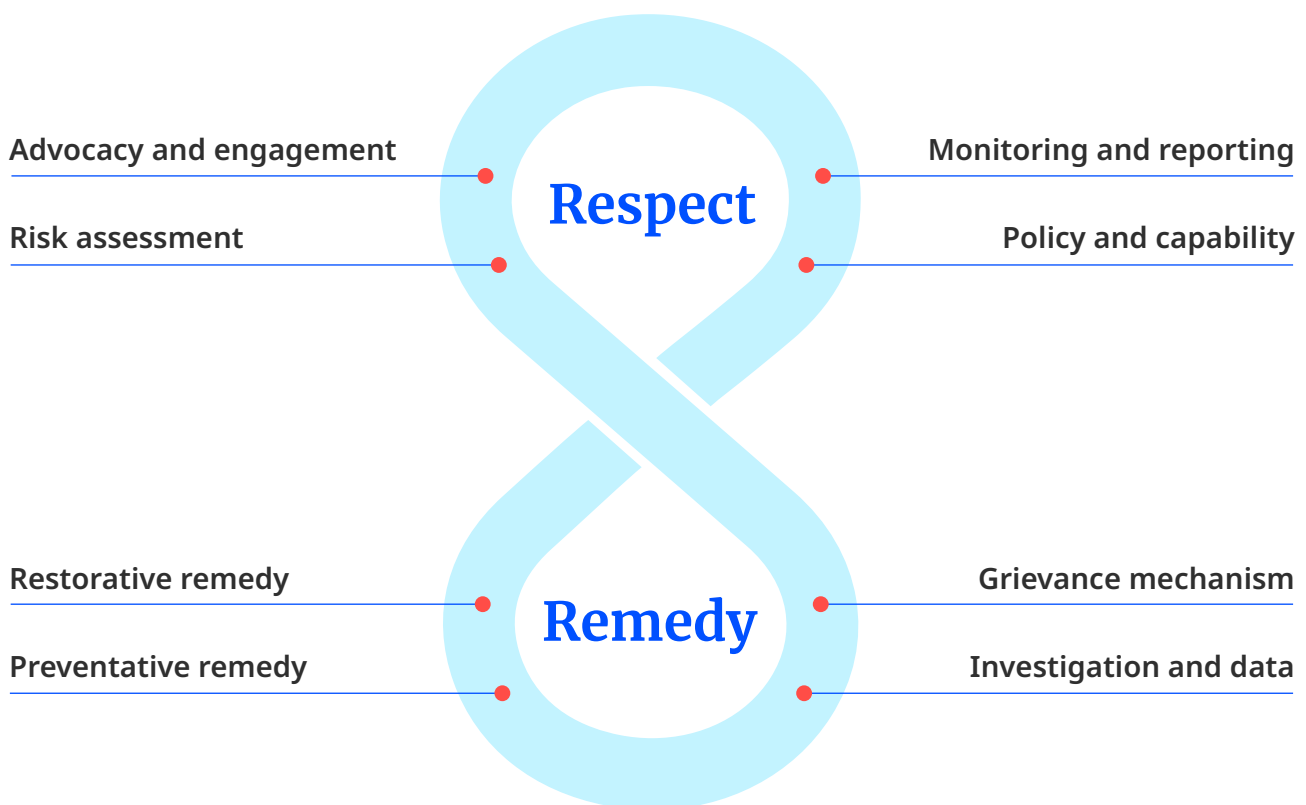 Advocacy and engagement
Monitoring and reporting
Respect
Risk assessment
Policy and capability
Restorative remedy
Grievance mechanism
Remedy
Preventative remedy
Investigation and data